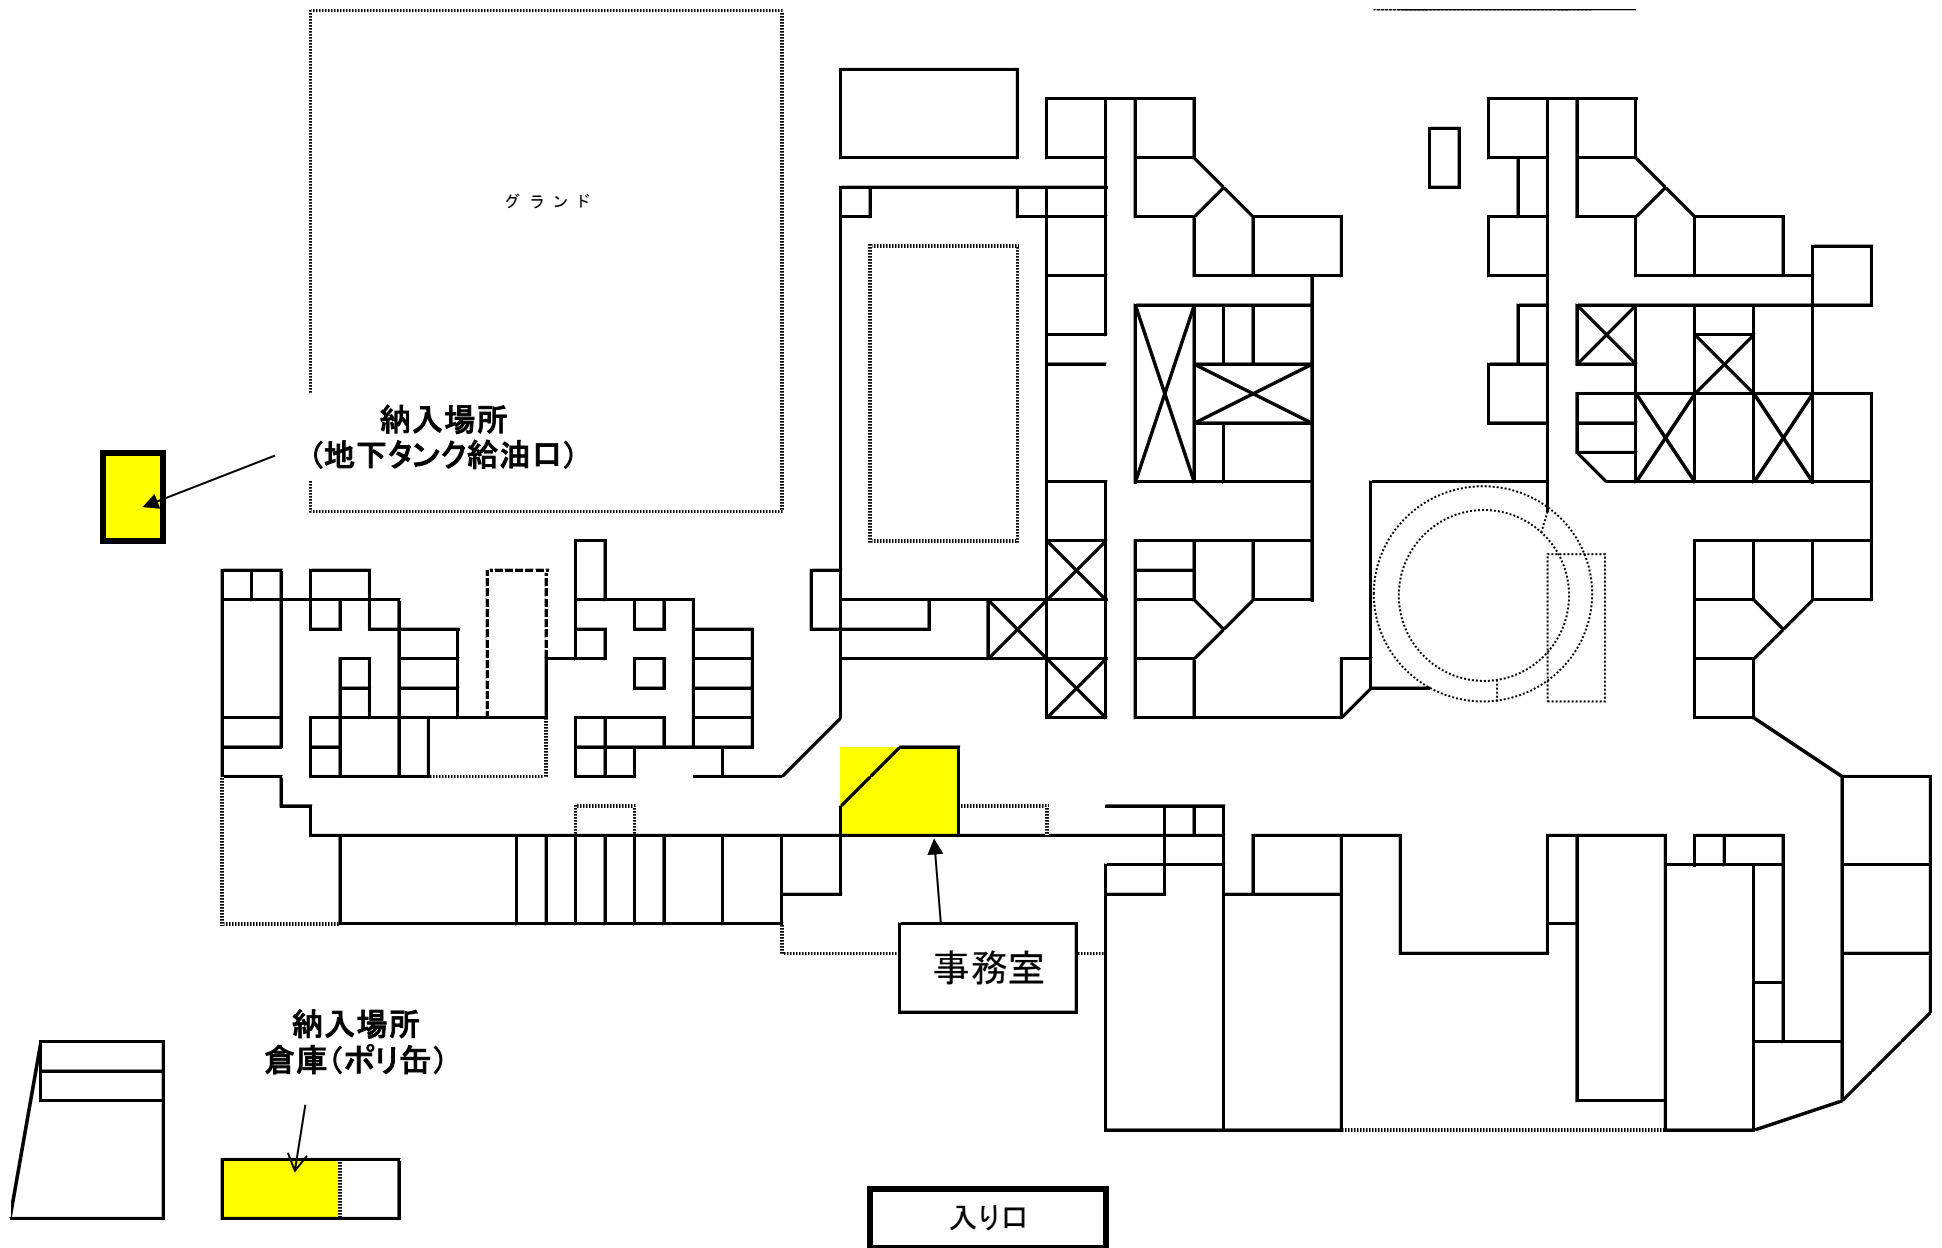 グランド
納入場所
(地下タンク給油口)
事務室
納入場所
倉庫(ポリ缶)
入り口